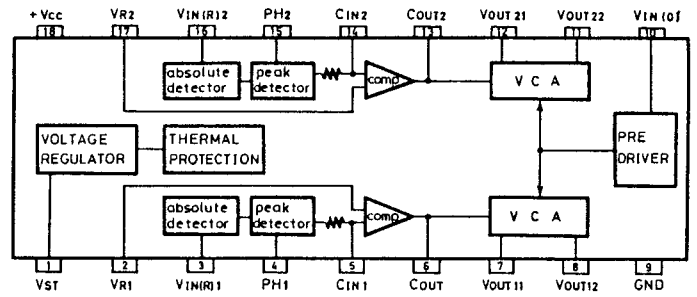 +VCC VR2 VIN(R)2 PH2 CIN2 COUT2 VOUT21 VOUT22 VIN(0)
18 17 16 15 14 13 12 11 10
absolute detector
peak detector
comp
V C A
VOLTAGE REGULATOR
THERMAL PROTECTION
PRE DRIVER
absolute detector
peak detector
comp
V C A
1 2 3 4 5 6 7 8 9
VST VR1 VIN(R)1 PH1 CIN1 COUT VOUT11 VOUT12 GND